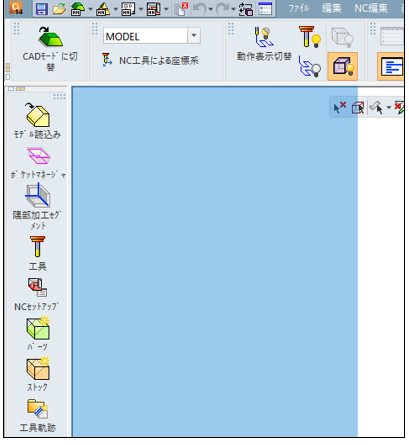 14
ファイル 編集 NC編集
CADモードに切
替
MODEL
NC工具による座標系
動作表示切替
モデル読込み
ポケットマネージャ
隅部加工セグ
メント
工具
NCセットアップ
パーツ
ストック
工具軌跡